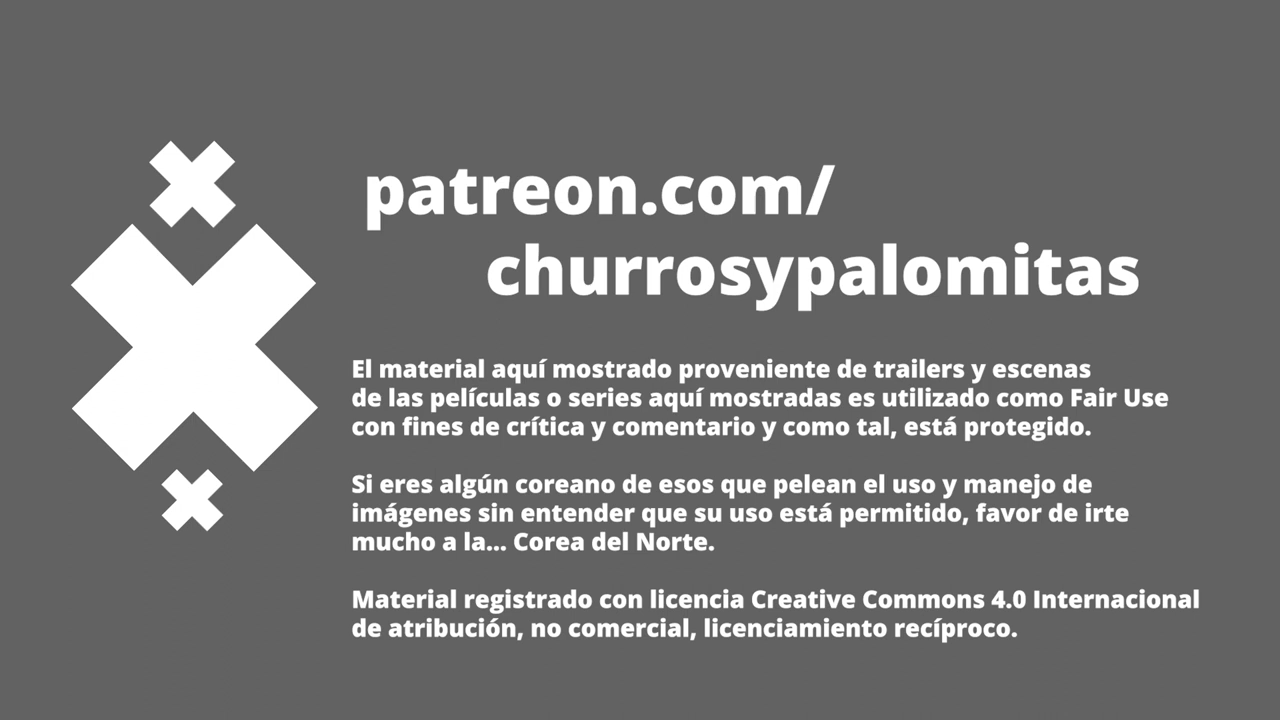 patreon.com/
churrosypalomitas
El material aquí mostrado proveniente de trailers y escenas
de las películas o series aquí mostradas es utilizado como Fair Use
con fines de crítica y comentario y como tal, está protegido.
Si eres algún coreano de esos que pelean el uso y manejo de
imágenes sin entender que su uso está permitido, favor de irte
mucho a la... Corea del Norte.
Material registrado con licencia Creative Commons 4.0 Internacional
de atribución, no comercial, licenciamiento recíproco.